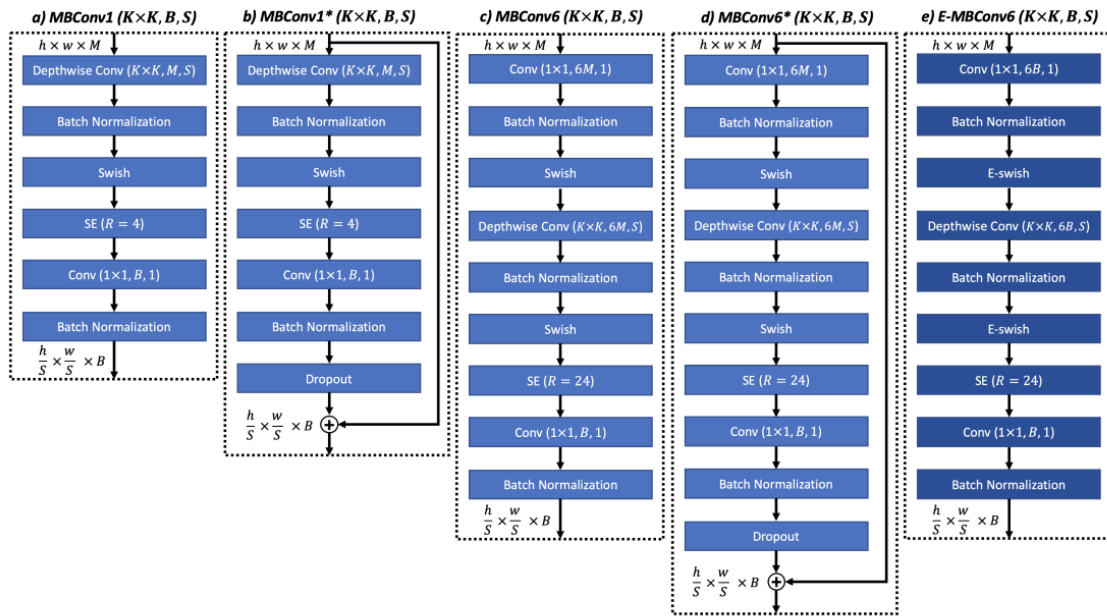 a) MBConv1 (K×K, B, S)
h × w × M
Depthwise Conv (K×K, M, S)
Batch Normalization
Swish
SE (R = 4)
Conv (1×1, B, 1)
Batch Normalization
h/S × w/S × B
b) MBConv1* (K×K, B, S)
h × w × M
Depthwise Conv (K×K, M, S)
Batch Normalization
Swish
SE (R = 4)
Conv (1×1, B, 1)
Batch Normalization
Dropout
h/S × w/S × B
+
c) MBConv6 (K×K, B, S)
h × w × M
Conv (1×1, 6M, 1)
Batch Normalization
Swish
Depthwise Conv (K×K, 6M, S)
Batch Normalization
Swish
SE (R = 24)
Conv (1×1, B, 1)
Batch Normalization
h/S × w/S × B
d) MBConv6* (K×K, B, S)
h × w × M
Conv (1×1, 6M, 1)
Batch Normalization
Swish
Depthwise Conv (K×K, 6M, S)
Batch Normalization
Swish
SE (R = 24)
Conv (1×1, B, 1)
Batch Normalization
Dropout
h/S × w/S × B
+
e) E-MBConv6 (K×K, B, S)
h × w × M
Conv (1×1, 6B, 1)
Batch Normalization
E-swish
Depthwise Conv (K×K, 6B, S)
Batch Normalization
E-swish
SE (R = 24)
Conv (1×1, B, 1)
Batch Normalization
h/S × w/S × B